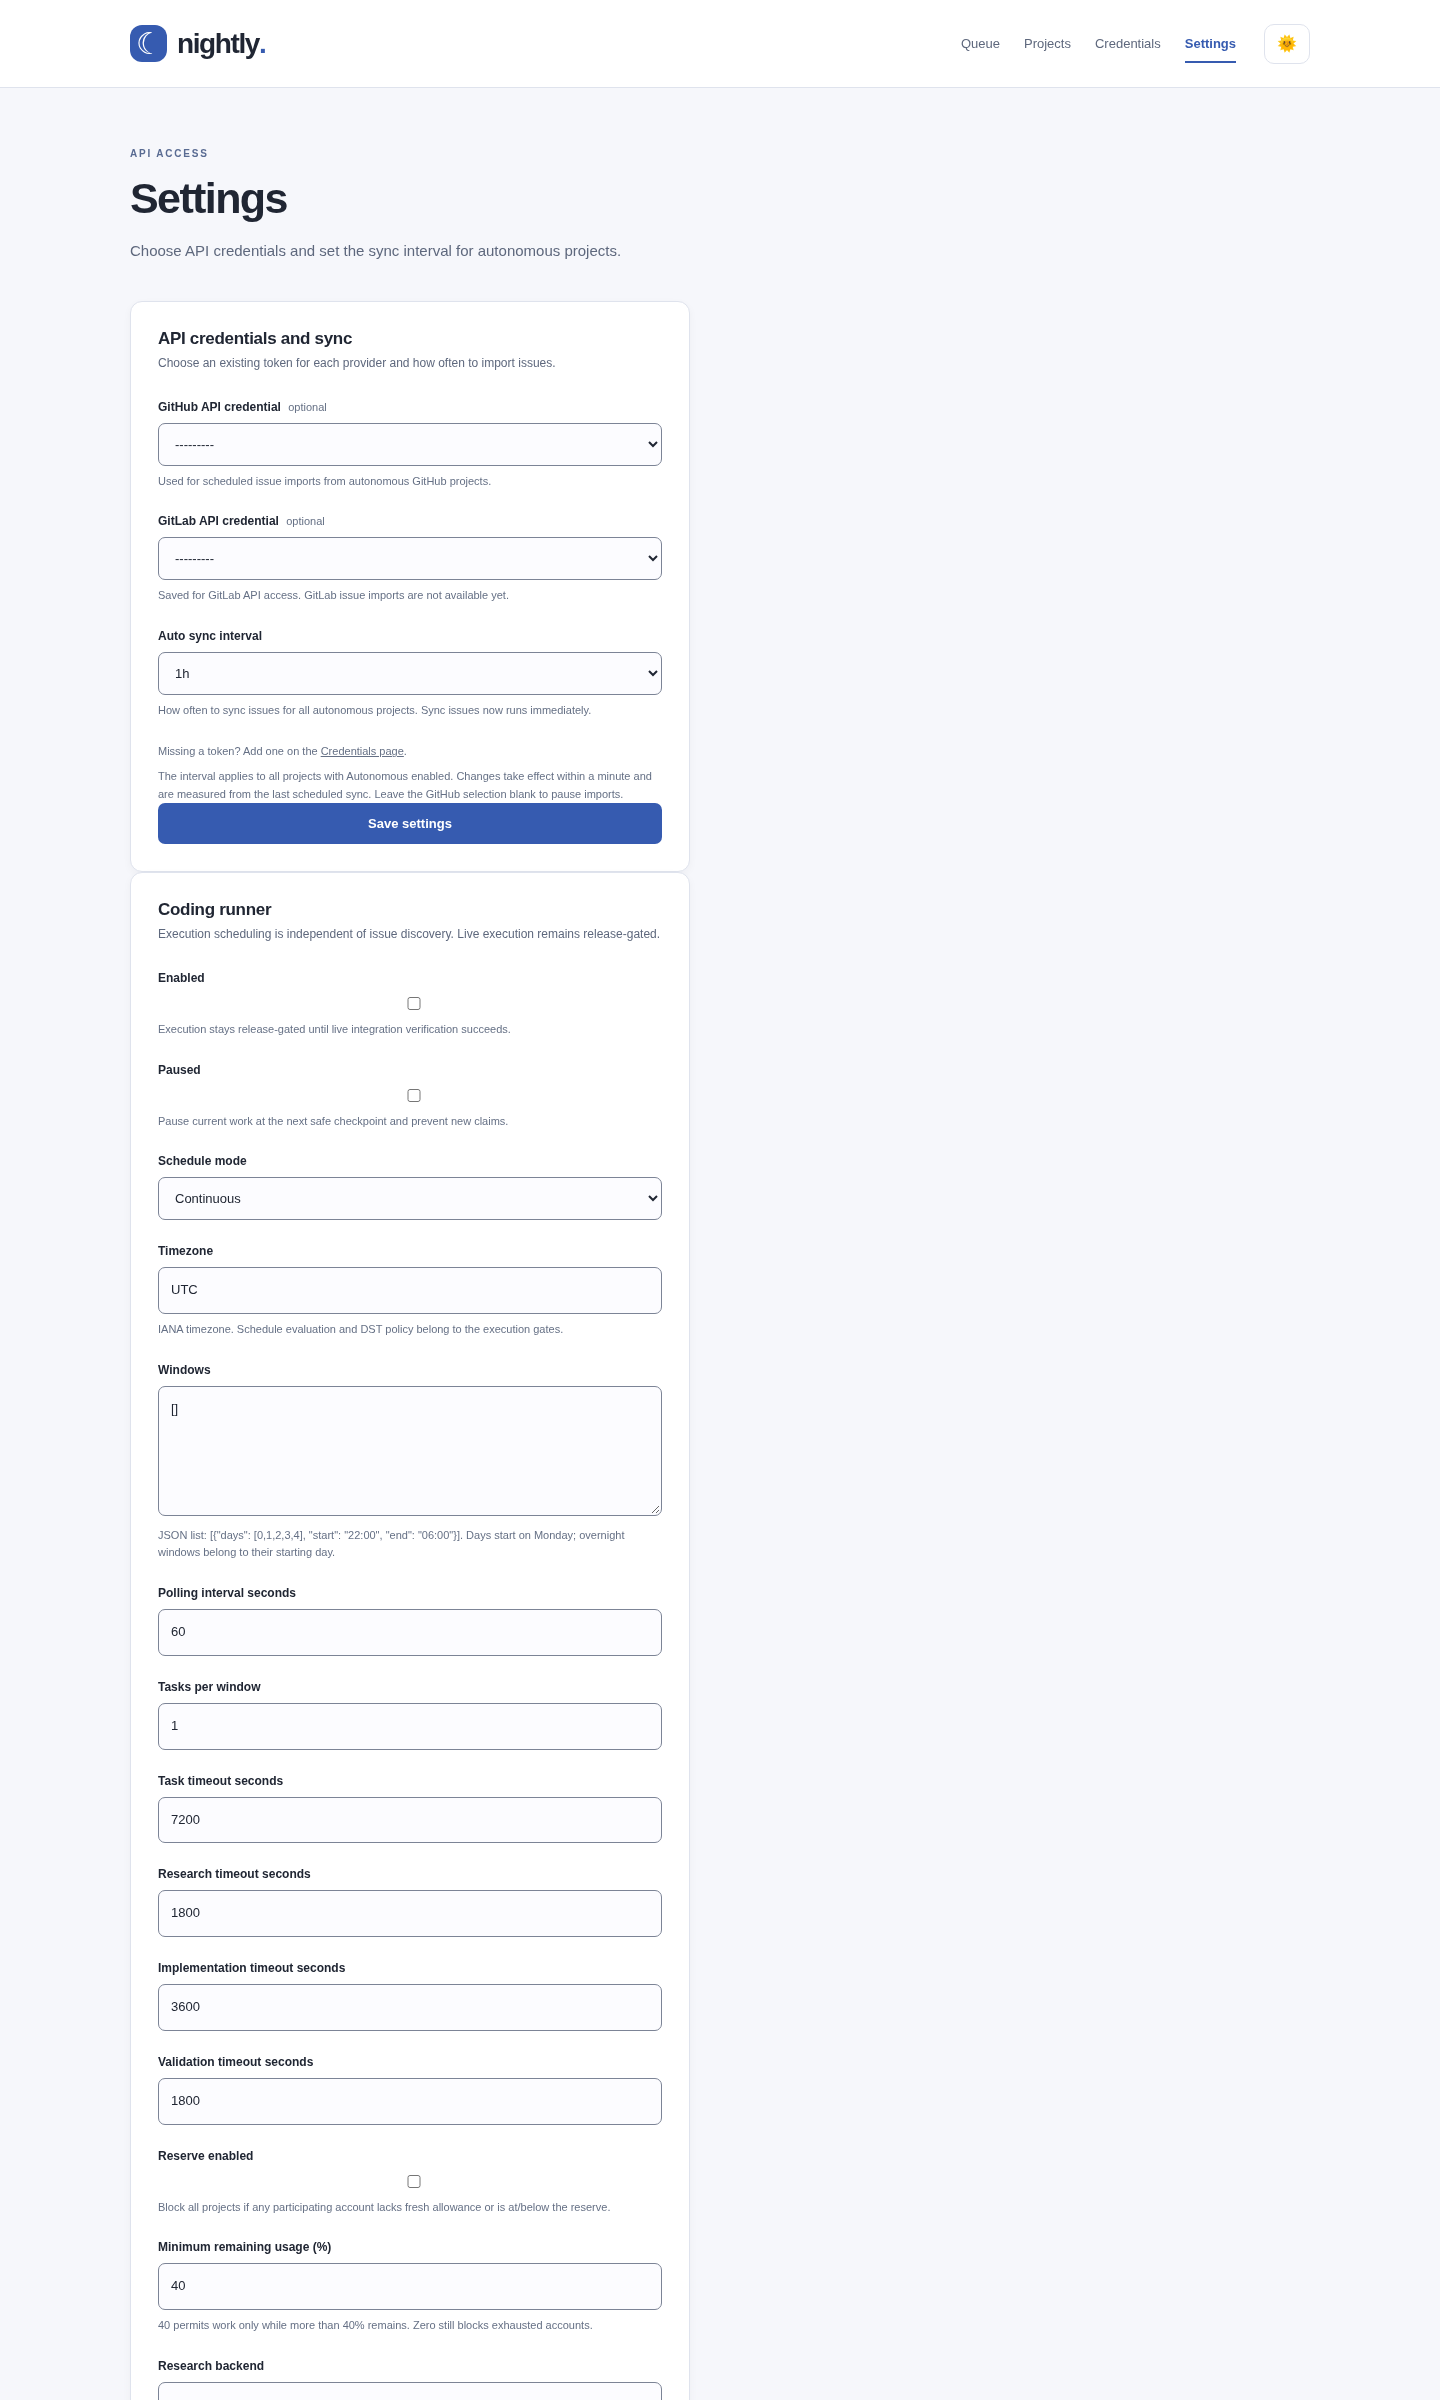 nightly.
Queue Projects Credentials Settings
API ACCESS
Settings
Choose API credentials and set the sync interval for autonomous projects.
API credentials and sync
Choose an existing token for each provider and how often to import issues.
GitHub API credential optional
---------
Used for scheduled issue imports from autonomous GitHub projects.
GitLab API credential optional
---------
Saved for GitLab API access. GitLab issue imports are not available yet.
Auto sync interval
1h
How often to sync issues for all autonomous projects. Sync issues now runs immediately.
Missing a token? Add one on the Credentials page.
The interval applies to all projects with Autonomous enabled. Changes take effect within a minute and
are measured from the last scheduled sync. Leave the GitHub selection blank to pause imports.
Save settings
Coding runner
Execution scheduling is independent of issue discovery. Live execution remains release-gated.
Enabled
Execution stays release-gated until live integration verification succeeds.
Paused
Pause current work at the next safe checkpoint and prevent new claims.
Schedule mode
Continuous
Timezone
UTC
IANA timezone. Schedule evaluation and DST policy belong to the execution gates.
Windows
[]
JSON list: [{"days": [0,1,2,3,4], "start": "22:00", "end": "06:00"}]. Days start on Monday; overnight
windows belong to their starting day.
Polling interval seconds
60
Tasks per window
1
Task timeout seconds
7200
Research timeout seconds
1800
Implementation timeout seconds
3600
Validation timeout seconds
1800
Reserve enabled
Block all projects if any participating account lacks fresh allowance or is at/below the reserve.
Minimum remaining usage (%)
40
40 permits work only while more than 40% remains. Zero still blocks exhausted accounts.
Research backend